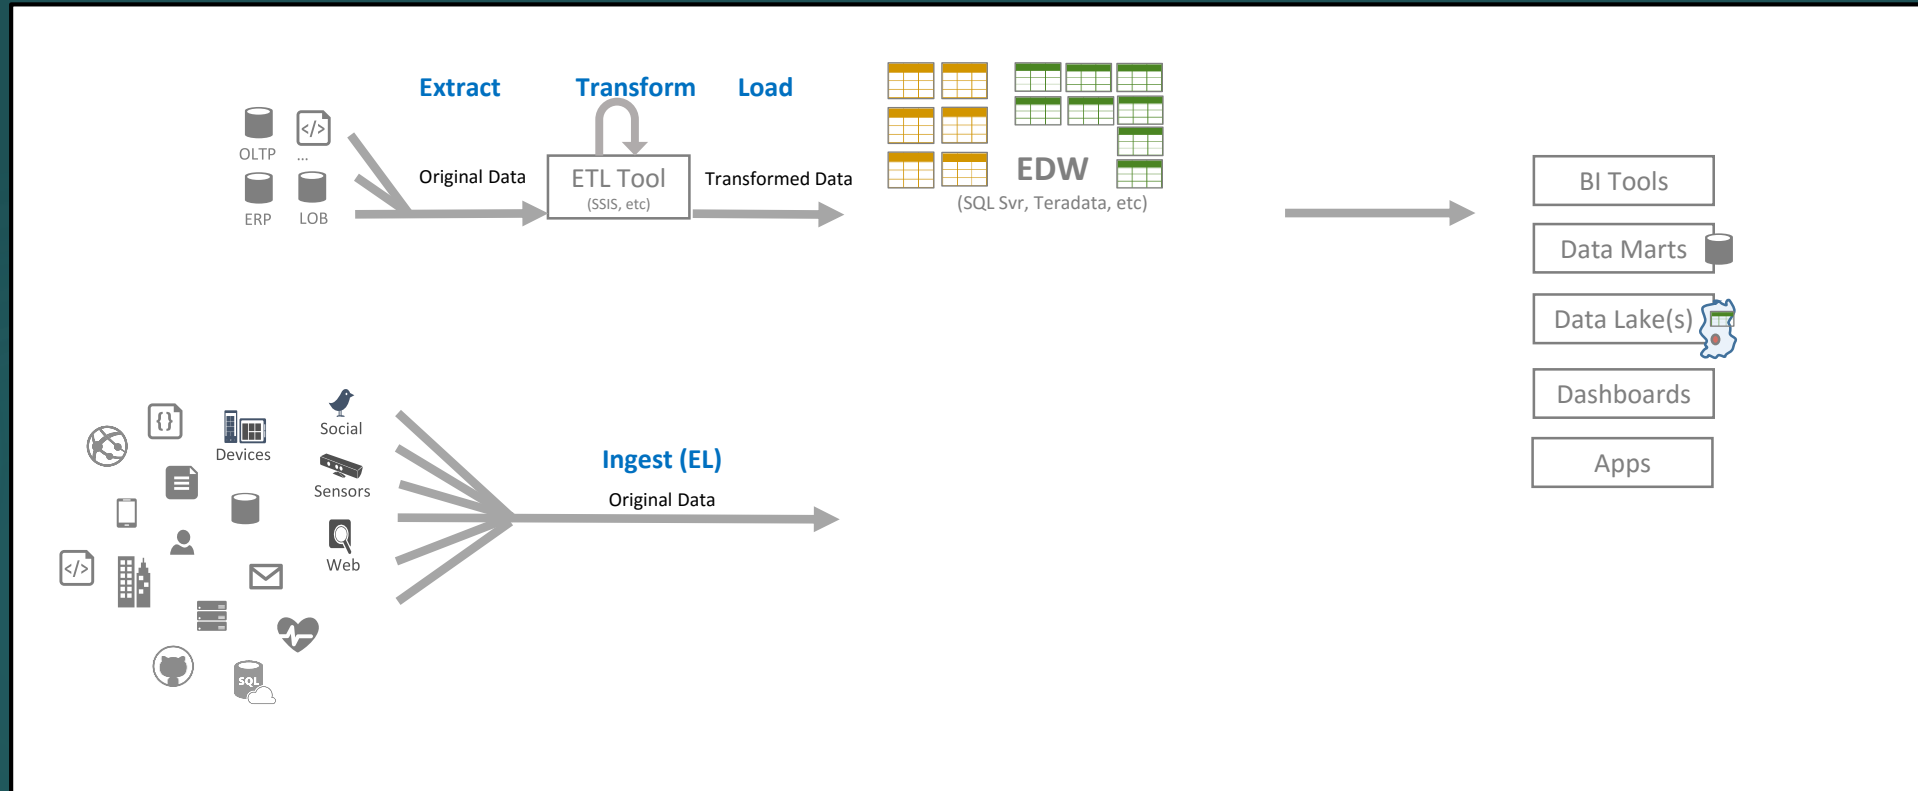 Extract
Transform
Load
OLTP
</>
...
ERP
LOB
Original Data
ETL Tool
(SSIS, etc)
Transformed Data
EDW
(SQL Svr, Teradata, etc)
BI Tools
Data Marts
Data Lake(s)
Dashboards
Apps
{}
Devices
Social
Sensors
Web
</>
SQL
Ingest (EL)
Original Data